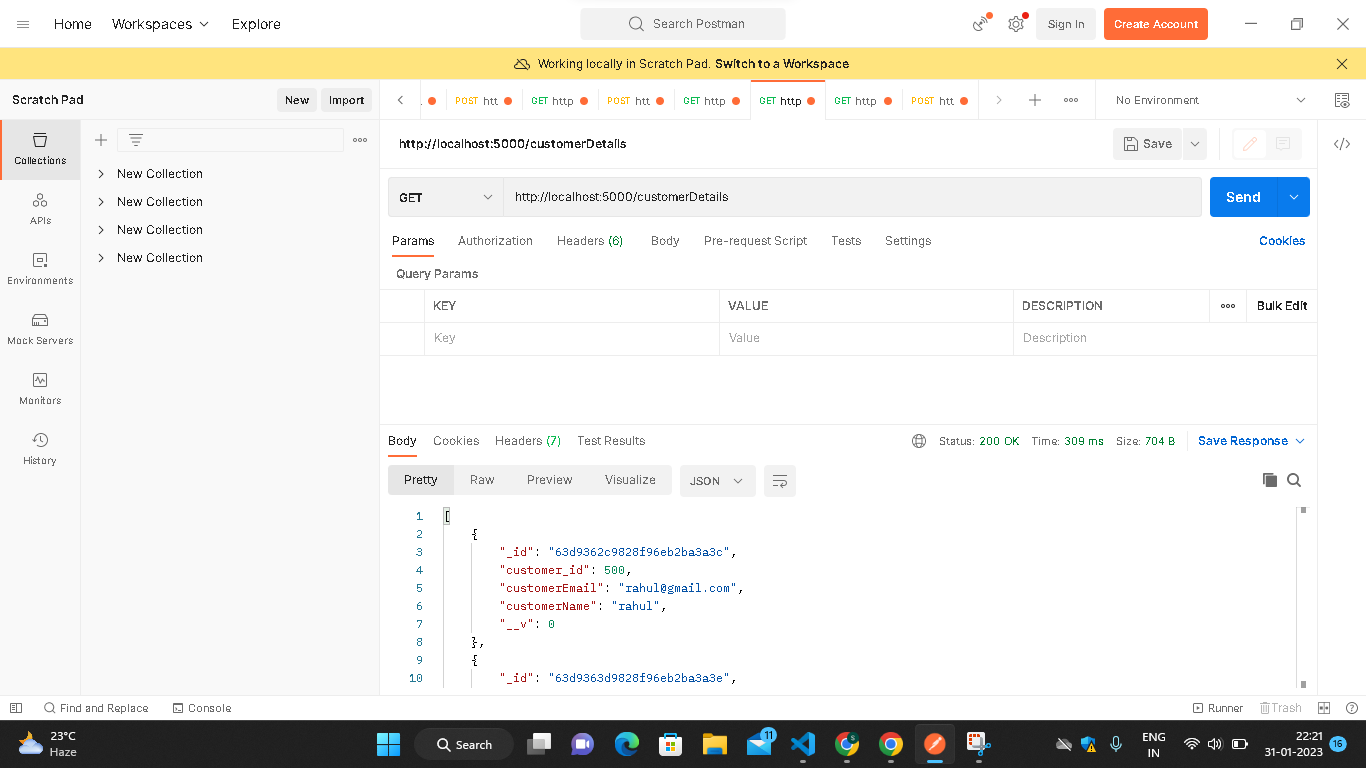 Home Workspaces Explore Search Postman Sign In Create Account
Working locally in Scratch Pad. Switch to a Workspace
Scratch Pad New Import
POST htt GET http POST htt GET http GET http GET http POST htt No Environment
Collections
APIs
Environments
Mock Servers
Monitors
History
New Collection
New Collection
New Collection
New Collection
http://localhost:5000/customerDetails Save
GET http://localhost:5000/customerDetails Send
Params Authorization Headers (6) Body Pre-request Script Tests Settings Cookies
Query Params
KEY VALUE DESCRIPTION Bulk Edit
Key Value Description
Body Cookies Headers (7) Test Results Status: 200 OK Time: 309 ms Size: 704 B Save Response
Pretty Raw Preview Visualize JSON
1 [
2 {
3 "_id": "63d9362c9828f96eb2ba3a3c",
4 "customer_id": 500,
5 "customerEmail": "rahul@gmail.com",
6 "customerName": "rahul",
7 "__v": 0
8 },
9 {
10 "_id": "63d9363d9828f96eb2ba3a3e",
Find and Replace Console Runner Trash
23°C
Haze
Search
11
ENG
IN
22:21
31-01-2023
16